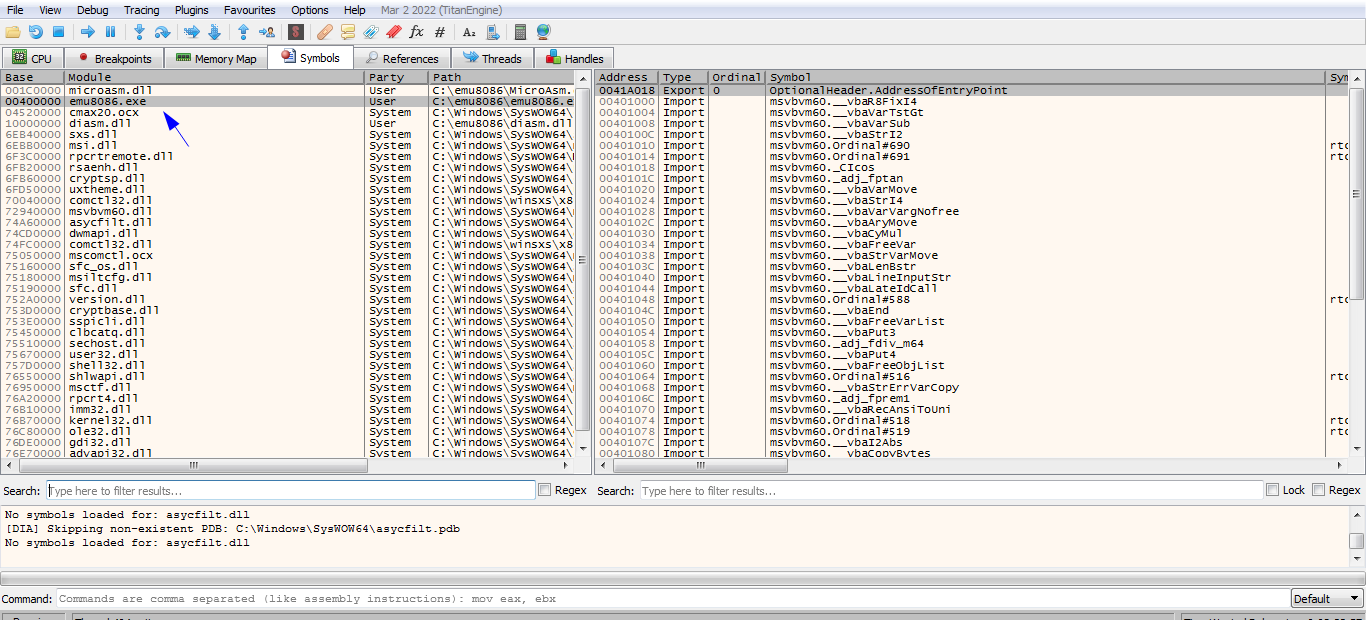 File View Debug Tracing Plugins Favourites Options Help Mar 2 2022 (TitanEngine)
CPU Breakpoints Memory Map Symbols References Threads Handles
Base Module Party Path
001C0000 microasm.dll User C:\emu8086\MicroAsm.
00400000 emu8086.exe User C:\emu8086\emu8086.e
04520000 cmax20.ocx System C:\Windows\SysWOW64\
10000000 diasm.dll User C:\emu8086\diasm.dll
6EB40000 sxs.dll System C:\Windows\SysWOW64\
6EBB0000 msi.dll System C:\Windows\SysWOW64\
6F3C0000 rpcrtremote.dll System C:\Windows\SysWOW64\
6FB20000 rsaenh.dll System C:\Windows\SysWOW64\
6FB60000 cryptsp.dll System C:\Windows\SysWOW64\
6FD50000 uxtheme.dll System C:\Windows\SysWOW64\
70040000 comctl32.dll System C:\Windows\winsxs\x8
72940000 msvbvm60.dll System C:\Windows\SysWOW64\
74A60000 asycfilt.dll System C:\Windows\SysWOW64\
74CD0000 dwmapi.dll System C:\Windows\SysWOW64\
74FC0000 comctl32.dll System C:\Windows\winsxs\x8
75050000 mscomctl.ocx System C:\Windows\SysWOW64\
75160000 sfc_os.dll System C:\Windows\SysWOW64\
75180000 msiltcfg.dll System C:\Windows\SysWOW64\
75190000 sfc.dll System C:\Windows\SysWOW64\
752A0000 version.dll System C:\Windows\SysWOW64\
753D0000 cryptbase.dll System C:\Windows\SysWOW64\
753E0000 sspicli.dll System C:\Windows\SysWOW64\
75450000 clbcatq.dll System C:\Windows\SysWOW64\
75510000 sechost.dll System C:\Windows\SysWOW64\
75670000 user32.dll System C:\Windows\SysWOW64\
757D0000 shell32.dll System C:\Windows\SysWOW64\
76550000 shlwapi.dll System C:\Windows\SysWOW64\
76950000 msctf.dll System C:\Windows\SysWOW64\
76A20000 rpcrt4.dll System C:\Windows\SysWOW64\
76B10000 imm32.dll System C:\Windows\SysWOW64\
76B70000 kernel32.dll System C:\Windows\SysWOW64\
76C80000 ole32.dll System C:\Windows\SysWOW64\
76DE0000 gdi32.dll System C:\Windows\SysWOW64\
76E70000 advapi32.dll System C:\Windows\SysWOW64\
Address Type Ordinal Symbol Sym
0041A018 Export 0 OptionalHeader.AddressOfEntryPoint
00401000 Import msvbvm60.__vbaR8FixI4
00401004 Import msvbvm60.__vbaVarTstGt
00401008 Import msvbvm60.__vbaVarSub
0040100C Import msvbvm60.__vbaStrI2
00401010 Import msvbvm60.Ordinal#690 rtc
00401014 Import msvbvm60.Ordinal#691 rtc
00401018 Import msvbvm60._CIcos
0040101C Import msvbvm60._adj_fptan
00401020 Import msvbvm60.__vbaVarMove
00401024 Import msvbvm60.__vbaStrI4
00401028 Import msvbvm60.__vbaVarVargNofree
0040102C Import msvbvm60.__vbaAryMove
00401030 Import msvbvm60.__vbaCyMul
00401034 Import msvbvm60.__vbaFreeVar
00401038 Import msvbvm60.__vbaStrVarMove
0040103C Import msvbvm60.__vbaLenBstr
00401040 Import msvbvm60.__vbaLineInputStr
00401044 Import msvbvm60.__vbaLateIdCall
00401048 Import msvbvm60.Ordinal#588 rtc
0040104C Import msvbvm60.__vbaEnd
00401050 Import msvbvm60.__vbaFreeVarList
00401054 Import msvbvm60.__vbaPut3
00401058 Import msvbvm60._adj_fdiv_m64
0040105C Import msvbvm60.__vbaPut4
00401060 Import msvbvm60.__vbaFreeObjList
00401064 Import msvbvm60.Ordinal#516 rtc
00401068 Import msvbvm60.__vbaStrErrVarCopy
0040106C Import msvbvm60._adj_fprem1
00401070 Import msvbvm60.__vbaRecAnsiToUni
00401074 Import msvbvm60.Ordinal#518 rtc
00401078 Import msvbvm60.Ordinal#519 rtc
0040107C Import msvbvm60.__vbaI2Abs
00401080 Import msvbvm60.__vbaCopyBytes
Search: Type here to filter results... Regex Search: Type here to filter results... Lock Regex
No symbols loaded for: asycfilt.dll
[DIA] Skipping non-existent PDB: C:\Windows\SysWOW64\asycfilt.pdb
No symbols loaded for: asycfilt.dll
Command: Commands are comma separated (like assembly instructions): mov eax, ebx Default